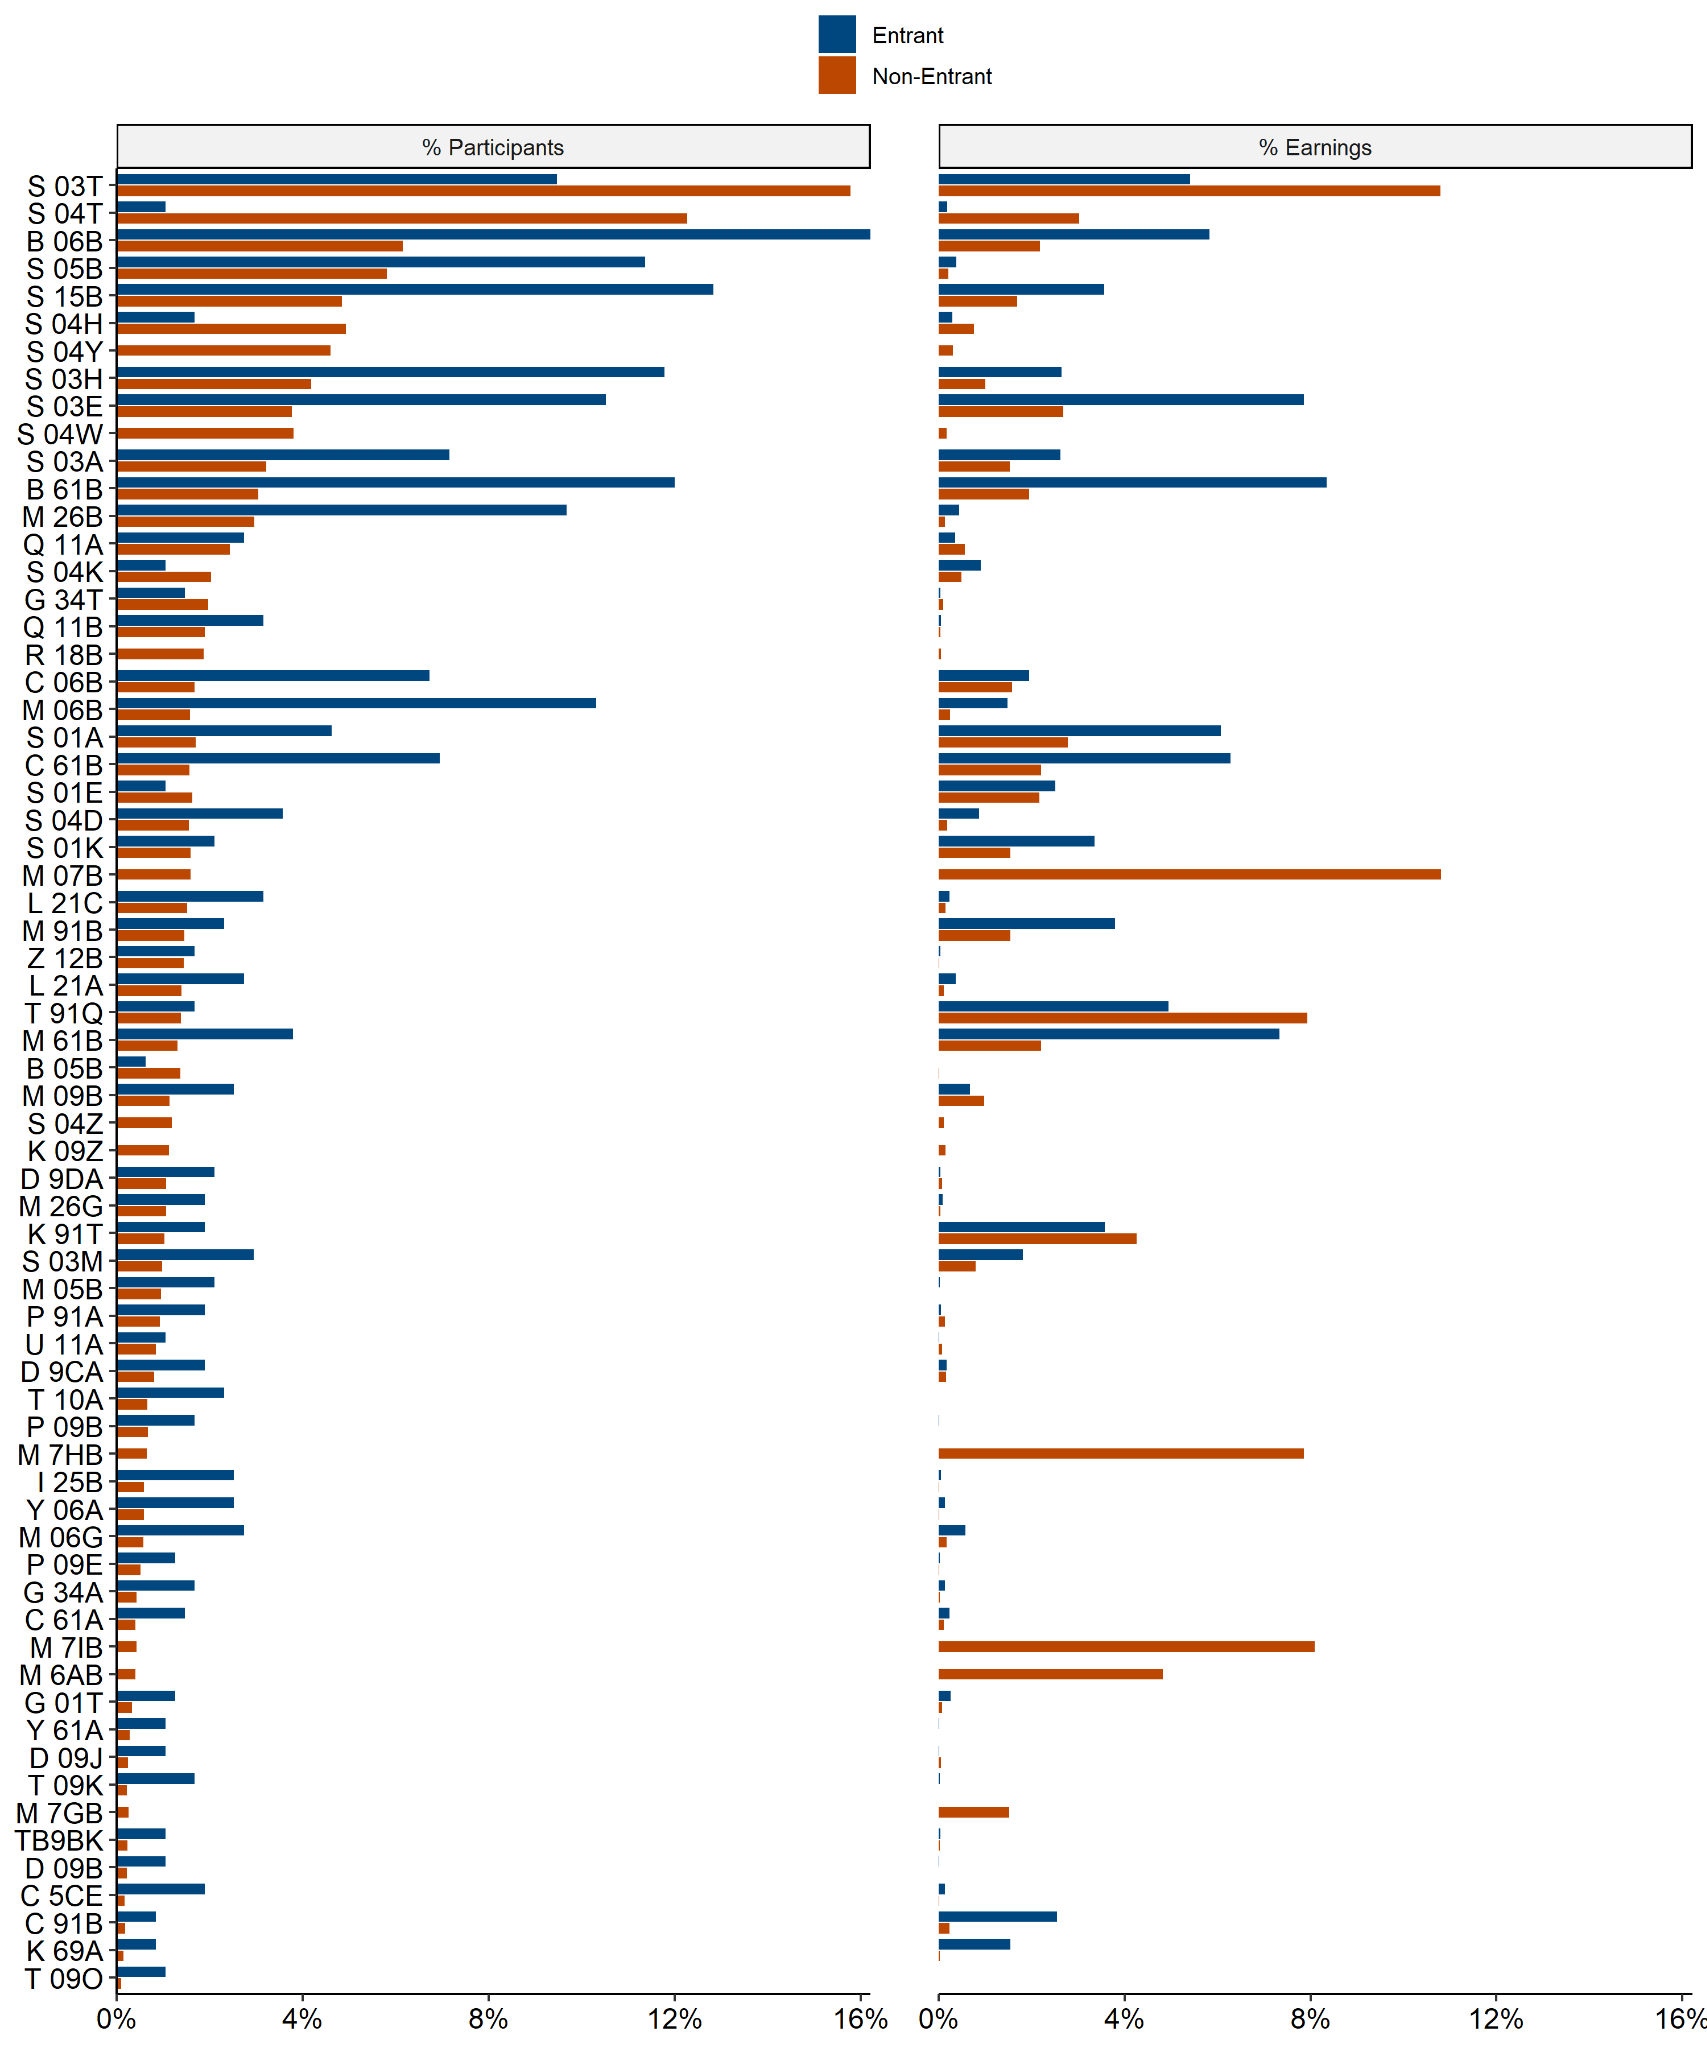 Entrant
Non-Entrant
% Participants
% Earnings
S 03T
S 04T
B 06B
S 05B
S 15B
S 04H
S 04Y
S 03H
S 03E
S 04W
S 03A
B 61B
M 26B
Q 11A
S 04K
G 34T
Q 11B
R 18B
C 06B
M 06B
S 01A
C 61B
S 01E
S 04D
S 01K
M 07B
L 21C
M 91B
Z 12B
L 21A
T 91Q
M 61B
B 05B
M 09B
S 04Z
K 09Z
D 9DA
M 26G
K 91T
S 03M
M 05B
P 91A
U 11A
D 9CA
T 10A
P 09B
M 7HB
I 25B
Y 06A
M 06G
P 09E
G 34A
C 61A
M 7IB
M 6AB
G 01T
Y 61A
D 09J
T 09K
M 7GB
TB9BK
D 09B
C 5CE
C 91B
K 69A
T 09O
0% 4% 8% 12% 16%
0% 4% 8% 12% 16%